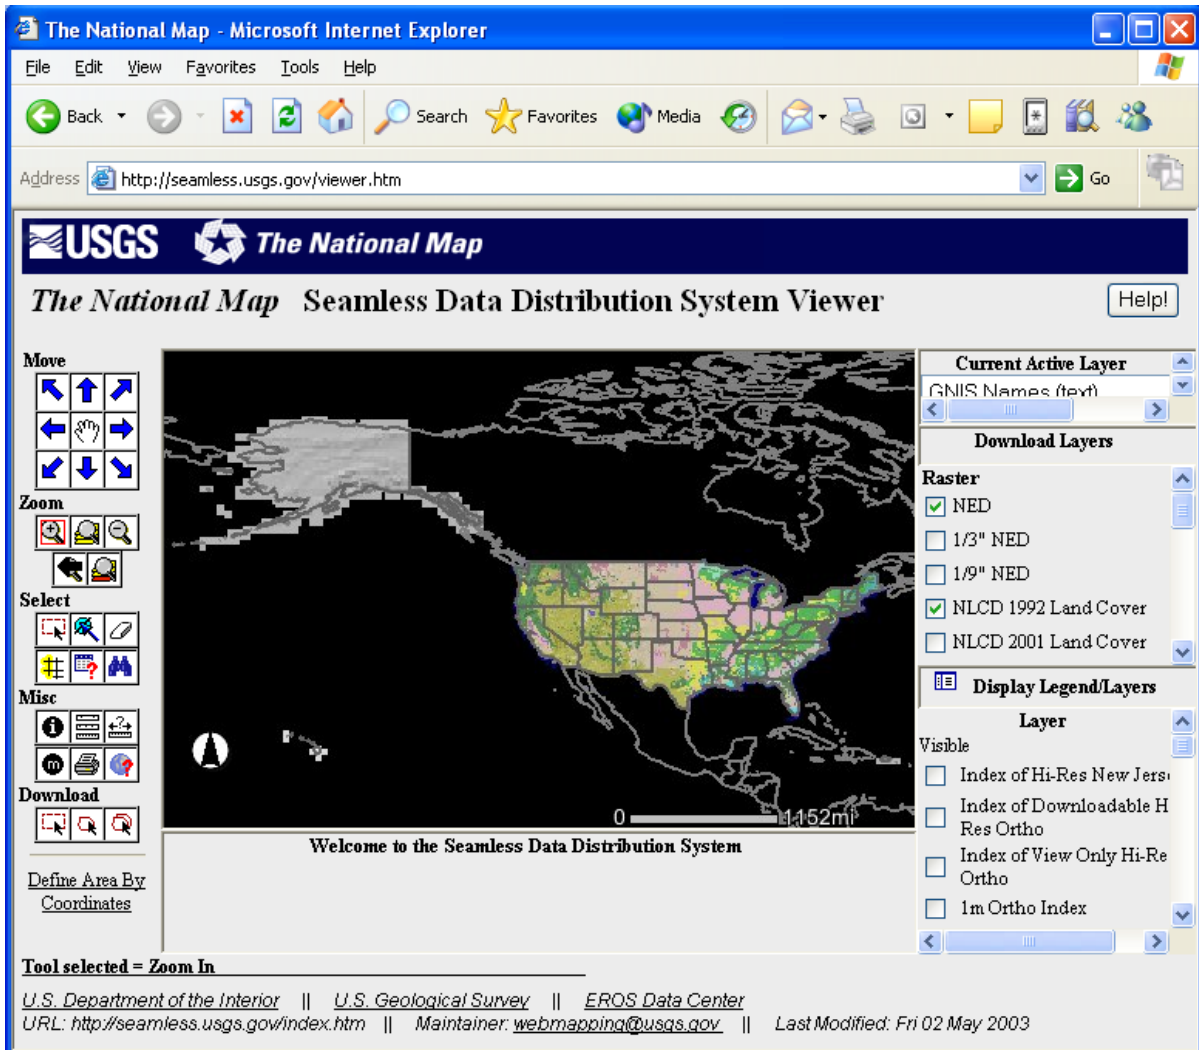 The National Map - Microsoft Internet Explorer
File Edit View Favorites Tools Help
Back Search Favorites Media
Address http://seamless.usgs.gov/viewer.htm Go
USGS The National Map
The National Map Seamless Data Distribution System Viewer Help!
Move
Zoom
Select
Misc
Download
Define Area By
Coordinates
0 1152mi
Welcome to the Seamless Data Distribution System
Current Active Layer
GNIS Names (text)
Download Layers
Raster
NED
1/3" NED
1/9" NED
NLCD 1992 Land Cover
NLCD 2001 Land Cover
Display Legend/Layers
Layer
Visible
Index of Hi-Res New Jers
Index of Downloadable H
Res Ortho
Index of View Only Hi-Re
Ortho
1m Ortho Index
Tool selected = Zoom In
U.S. Department of the Interior || U.S. Geological Survey || EROS Data Center
URL: http://seamless.usgs.gov/index.htm || Maintainer: webmapping@usgs.gov || Last Modified: Fri 02 May 2003